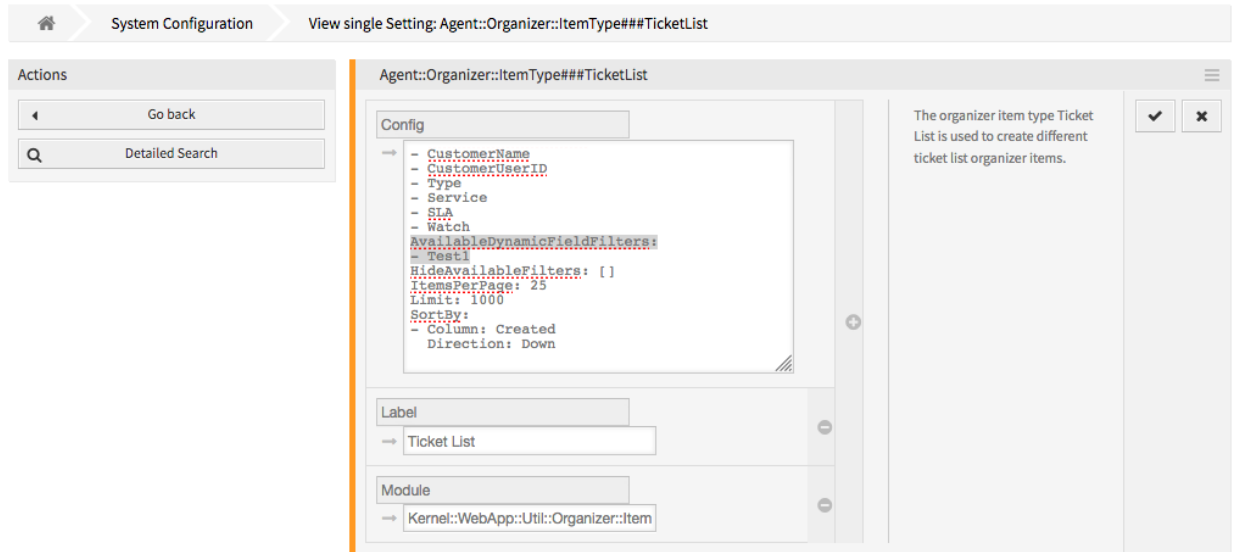 System Configuration
View single Setting: Agent::Organizer::ItemType###TicketList
Actions
Go back
Detailed Search
Agent::Organizer::ItemType###TicketList
Config
- CustomerName
- CustomerUserID
- Type
- Service
- SLA
- Watch
AvailableDynamicFieldFilters:
- Test1
HideAvailableFilters: []
ItemsPerPage: 25
Limit: 1000
SortBy:
- Column: Created
Direction: Down
Label
Ticket List
Module
Kernel::WebApp::Util::Organizer::Item
The organizer item type Ticket
List is used to create different
ticket list organizer items.